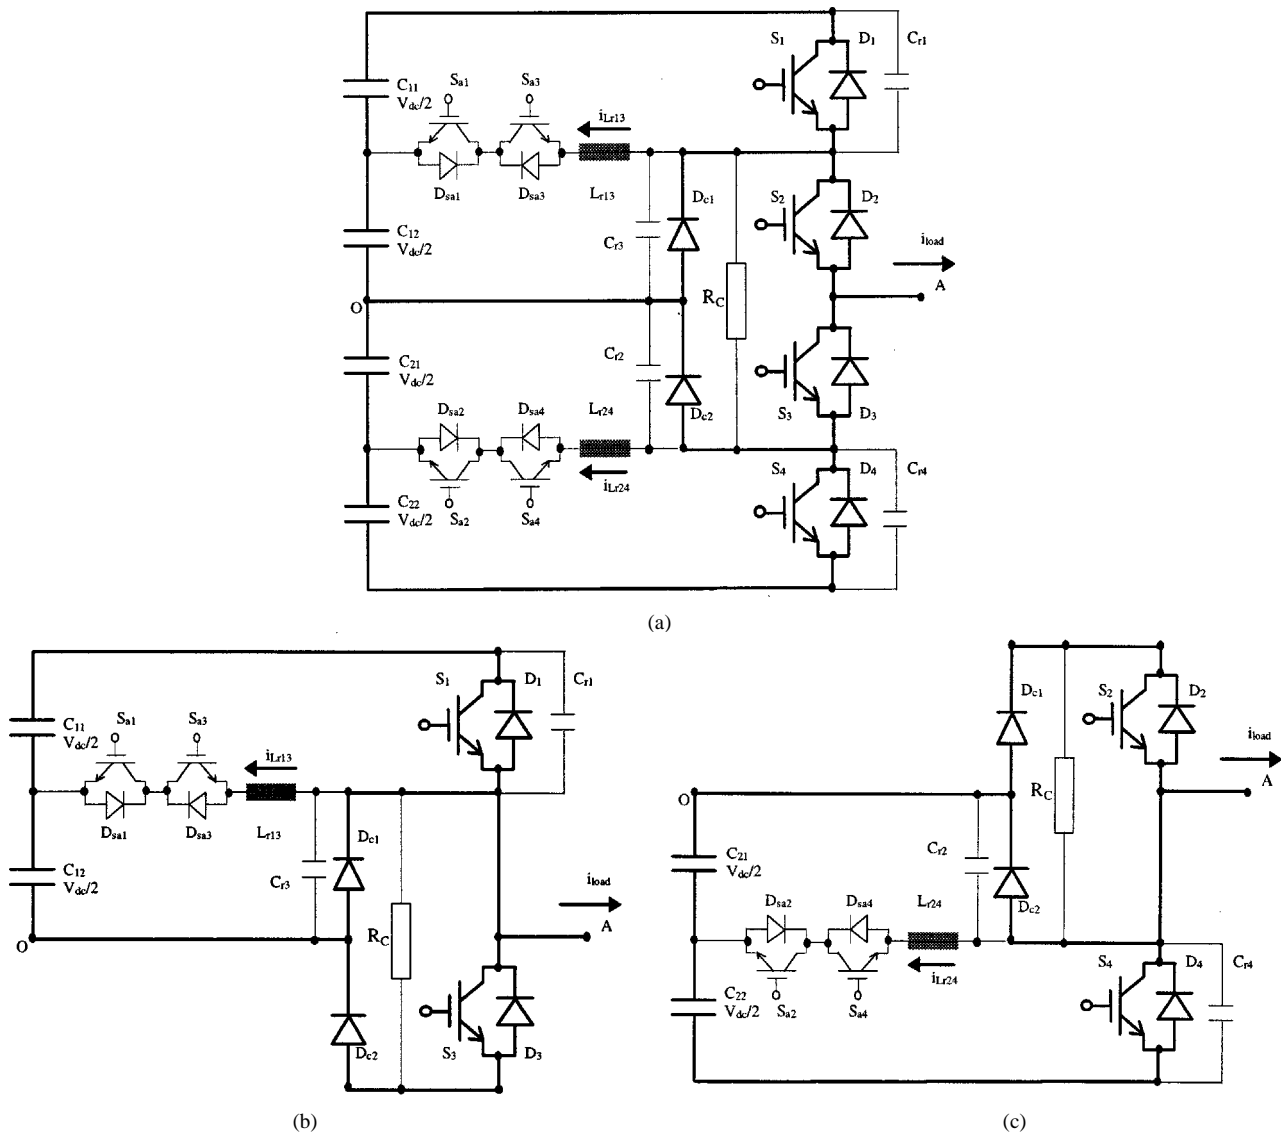 S1 D1 Cr1
C11 Vdc/2
Sa1 Sa3
iLr13
Dsa1 Dsa3 Lr13
Dc1
S2 D2
C12 Vdc/2
Cr3
iload
A
RC
O
C21 Vdc/2
Cr2
Dsa2 Dsa4 Lr24
Dc2
S3 D3
S4 D4 Cr4
iLr24
C22 Vdc/2
Sa2 Sa4
(a)
S1 D1 Cr1
C11 Vdc/2
Sa1 Sa3
iLr13
Dsa1 Dsa3 Lr13
Dc1
C12 Vdc/2
Cr3
iload
A
RC
O
Dc2
S3 D3
(b)
Dc1
S2 D2
iload
A
RC
O
C21 Vdc/2
Cr2
Dsa2 Dsa4 Lr24
Dc2
S4 D4 Cr4
iLr24
C22 Vdc/2
Sa2 Sa4
(c)